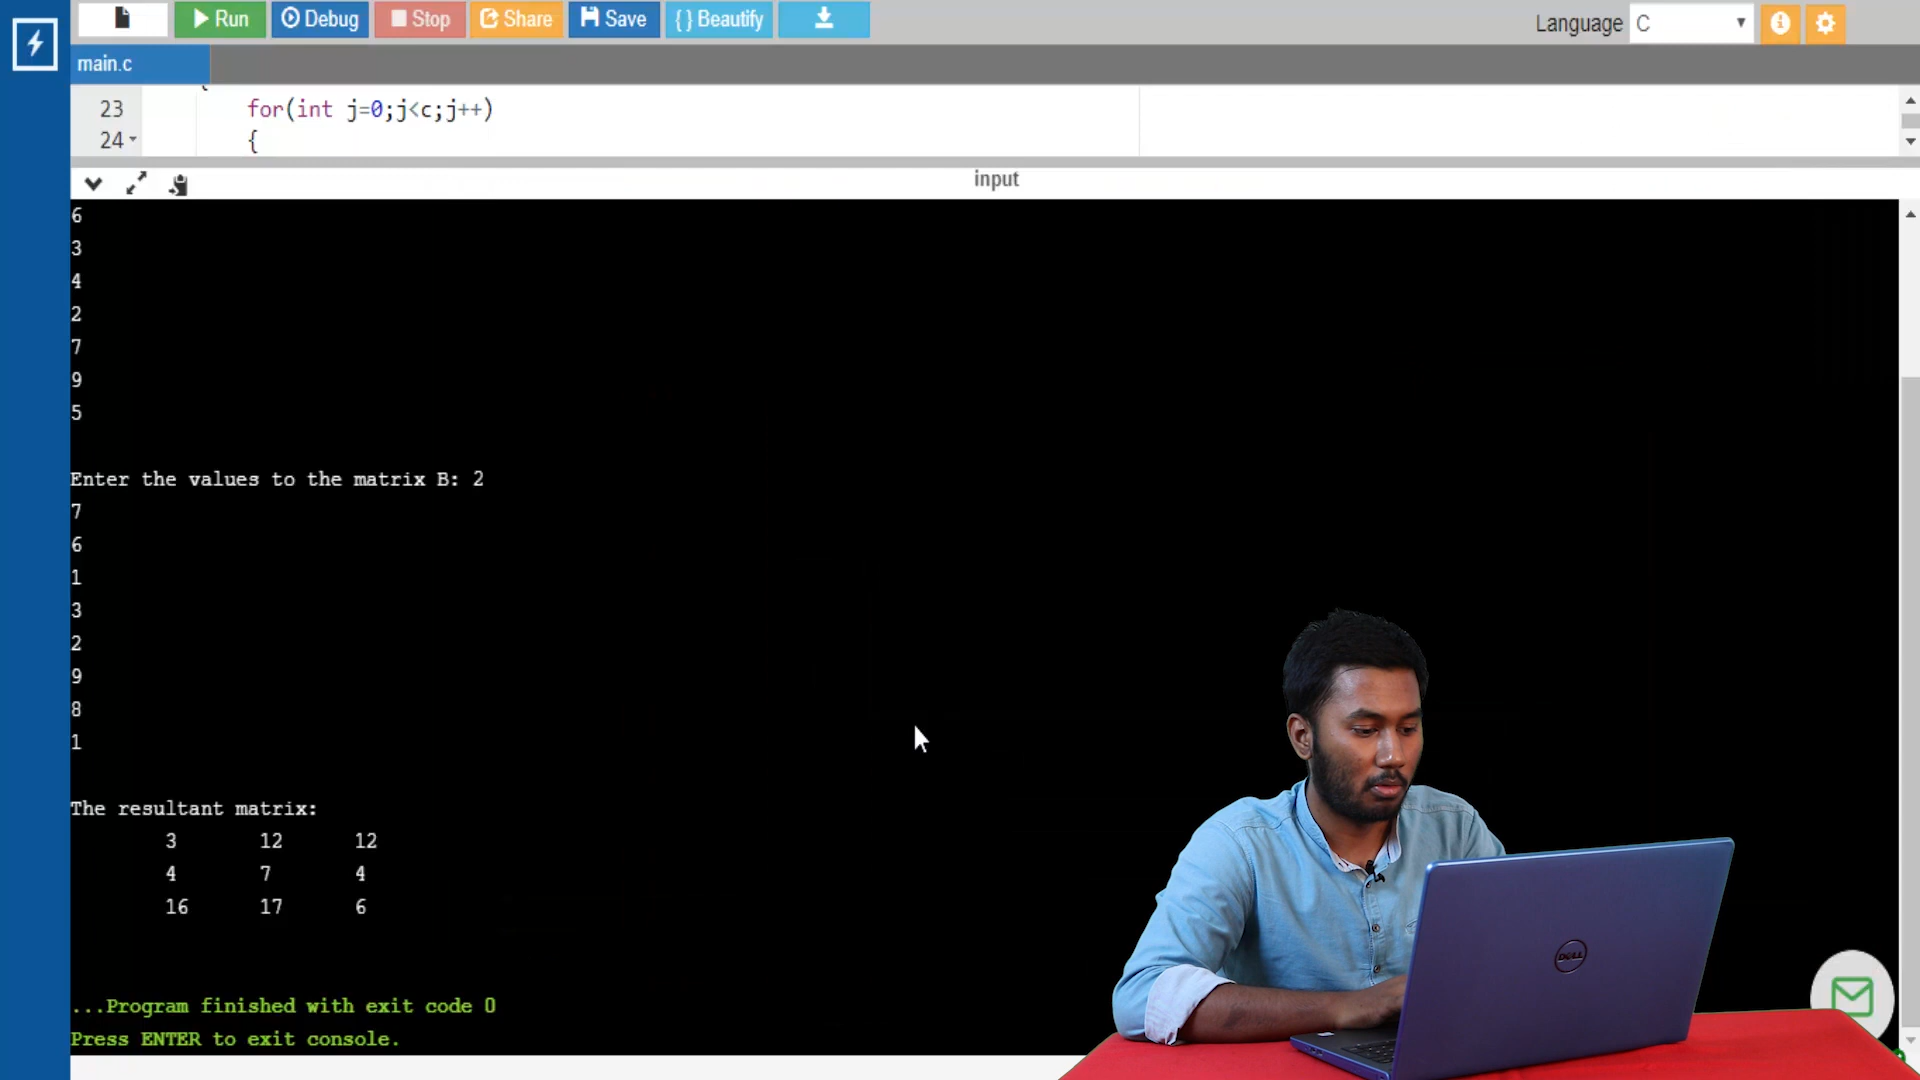 Run Debug Stop Share Save { } Beautify
Language C
main.c
23 for(int j=0;j<c;j++)
24 {
input
6
3
4
2
7
9
5
Enter the values to the matrix B: 2
7
6
1
3
2
9
8
1
The resultant matrix:
3 12 12
4 7 4
16 17 6
...Program finished with exit code 0
Press ENTER to exit console.
DELL